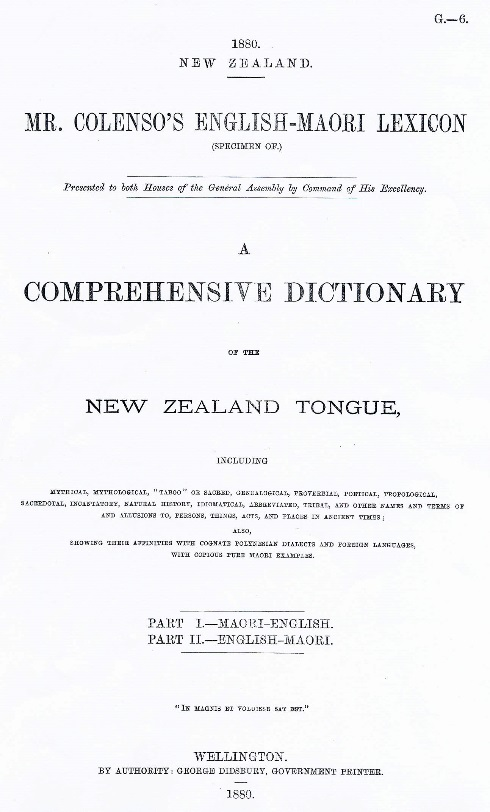 G.—6.
1880.
NEW ZEALAND.
MR. COLENSO'S ENGLISH-MAORI LEXICON
(SPECIMEN OF.)
Presented to both Houses of the General Assembly by Command of His Excellency.
A
COMPREHENSIVE DICTIONARY
OF THE
NEW ZEALAND TONGUE,
INCLUDING
MYTHICAL, MYTHOLOGICAL, "TABOO" OR SACRED, GENEALOGICAL, PROVERBIAL, POETICAL, TROPOLOGICAL,
SACERDOTAL, INCANTATORY, NATURAL HISTORY, IDIOMATICAL, ABBREVIATED, TRIBAL, AND OTHER NAMES AND TERMS OF
AND ALLUSIONS TO, PERSONS, THINGS, ACTS, AND PLACES IN ANCIENT TIMES;
ALSO,
SHOWING THEIR AFFINITIES WITH COGNATE POLYNESIAN DIALECTS AND FOREIGN LANGUAGES,
WITH COPIOUS PURE MAORI EXAMPLES.
PART I.—MAORI-ENGLISH.
PART II.—ENGLISH-MAORI.
"IN MAGNIS ET VOLUISSE SAT EST."
WELLINGTON.
BY AUTHORITY: GEORGE DIDSBURY, GOVERNMENT PRINTER.
1880.